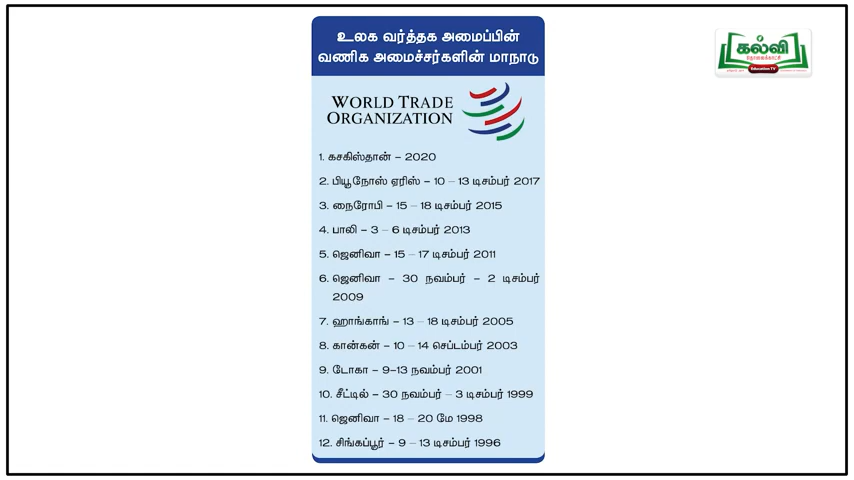 உலக வர்த்தக அமைப்பின்
வணிக அமைச்சர்களின் மாநாடு
கல்வி
தொலைக்காட்சி
Education TV
WORLD TRADE
ORGANIZATION
1. கசகிஸ்தான் – 2020
2. பியூநோஸ் ஏரிஸ் – 10 – 13 டிசம்பர் 2017
3. நைரோபி – 15 – 18 டிசம்பர் 2015
4. பாலி – 3 – 6 டிசம்பர் 2013
5. ஜெனிவா – 15 – 17 டிசம்பர் 2011
6. ஜெனிவா – 30 நவம்பர் – 2 டிசம்பர்
2009
7. ஹாங்காங் – 13 – 18 டிசம்பர் 2005
8. கான்கன் – 10 – 14 செப்டம்பர் 2003
9. டோகா – 9–13 நவம்பர் 2001
10. சீட்டில் – 30 நவம்பர் – 3 டிசம்பர் 1999
11. ஜெனிவா – 18 – 20 மே 1998
12. சிங்கப்பூர் – 9 – 13 டிசம்பர் 1996